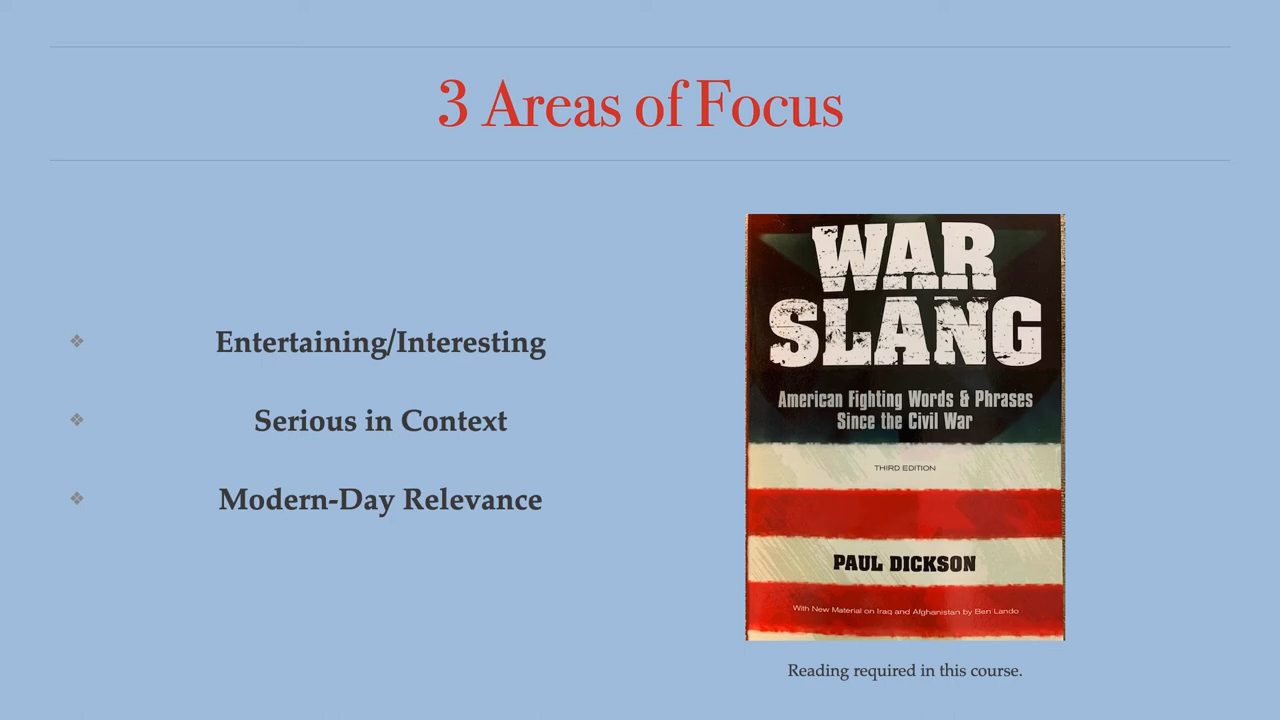 3 Areas of Focus
Entertaining/Interesting
Serious in Context
Modern-Day Relevance
WAR
SLANG
American Fighting Words & Phrases
Since the Civil War
THIRD EDITION
PAUL DICKSON
With New Material on Iraq and Afghanistan by Ben Lando
Reading required in this course.